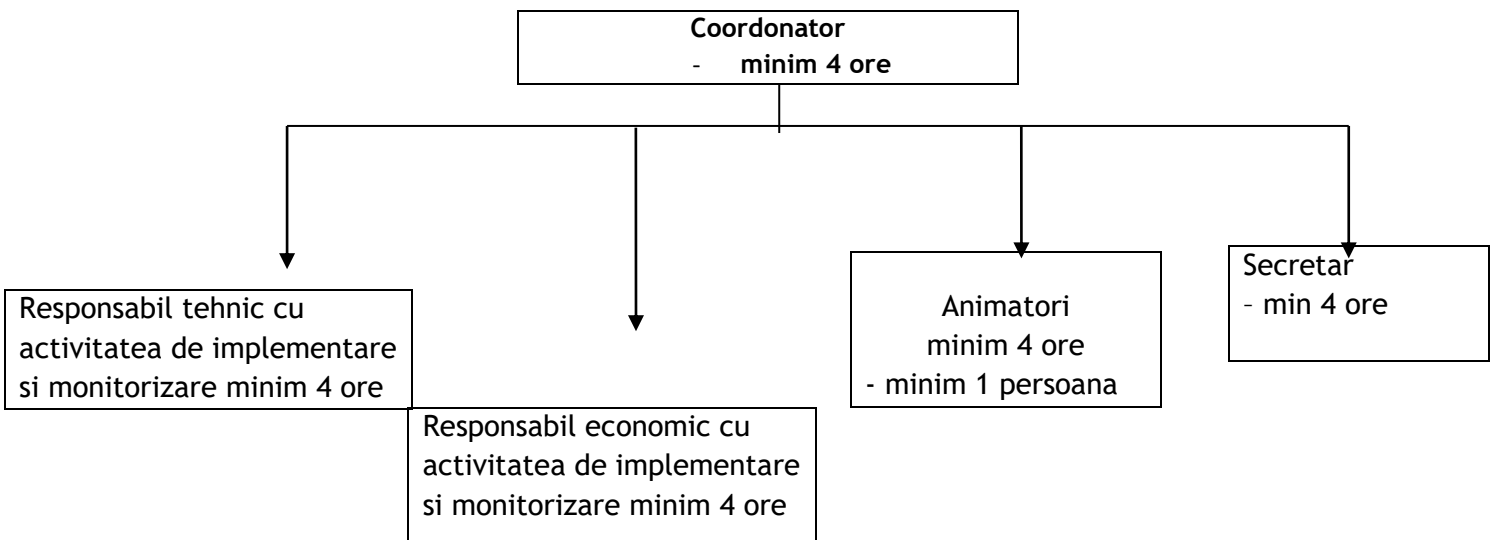 Coordonator
- minim 4 ore
Responsabil tehnic cu
activitatea de implementare
si monitorizare minim 4 ore
Responsabil economic cu
activitatea de implementare
si monitorizare minim 4 ore
Animatori
minim 4 ore
- minim 1 persoana
Secretar
– min 4 ore